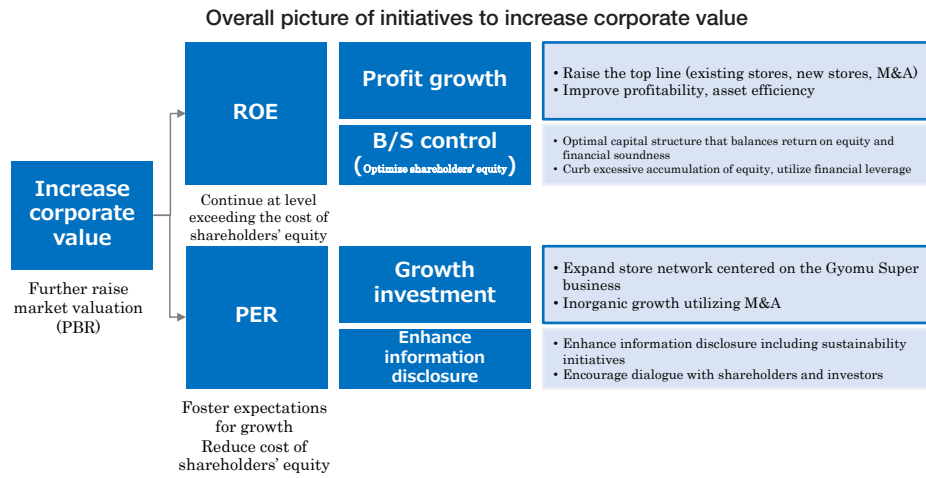 Overall picture of initiatives to increase corporate value
Increase
corporate
value
Further raise
market valuation
(PBR)
ROE
Continue at level
exceeding the cost of
shareholders' equity
Profit growth
• Raise the top line (existing stores, new stores, M&A)
• Improve profitability, asset efficiency
B/S control
(Optimize shareholders' equity)
• Optimal capital structure that balances return on equity and
financial soundness
• Curb excessive accumulation of equity, utilize financial leverage
PER
Foster expectations
for growth
Reduce cost of
shareholders' equity
Growth
investment
• Expand store network centered on the Gyomu Super
business
• Inorganic growth utilizing M&A
Enhance
information
disclosure
• Enhance information disclosure including sustainability
initiatives
• Encourage dialogue with shareholders and investors